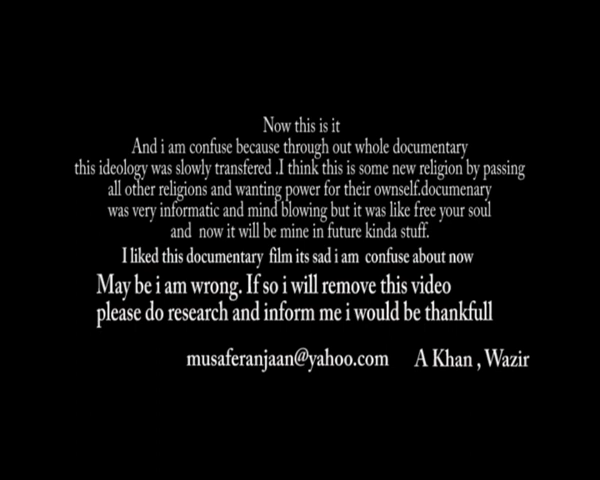 Now this is it
And i am confuse because through out whole documentary
this ideology was slowly transfered .I think this is some new religion by passing
all other religions and wanting power for their ownself.documenary
was very informatic and mind blowing but it was like free your soul
and now it will be mine in future kinda stuff.
I liked this documentary film its sad i am confuse about now
May be i am wrong. If so i will remove this video
please do research and inform me i would be thankfull
musaferanjaan@yahoo.com A Khan , Wazir